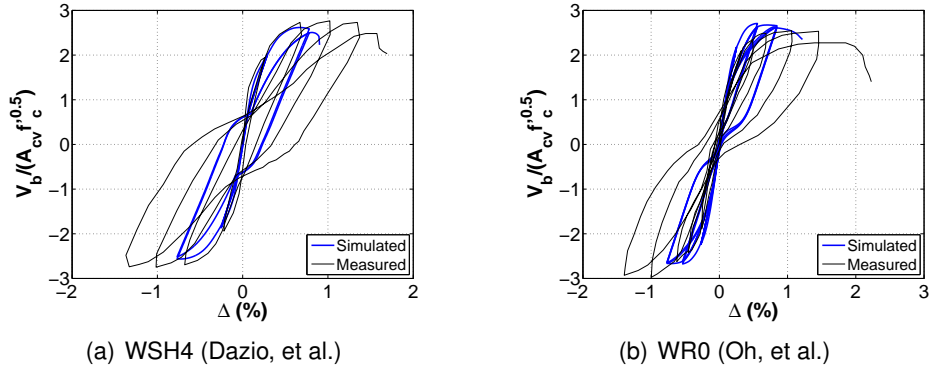 3
2
1
0
−1
−2
−3
−2
−1
0
1
2
Δ (%)
V_b/(A_cv f'_c^0.5)
Simulated
Measured
(a) WSH4 (Dazio, et al.)
3
2
1
0
−1
−2
−3
−2
−1
0
1
2
3
Δ (%)
V_b/(A_cv f'_c^0.5)
Simulated
Measured
(b) WR0 (Oh, et al.)